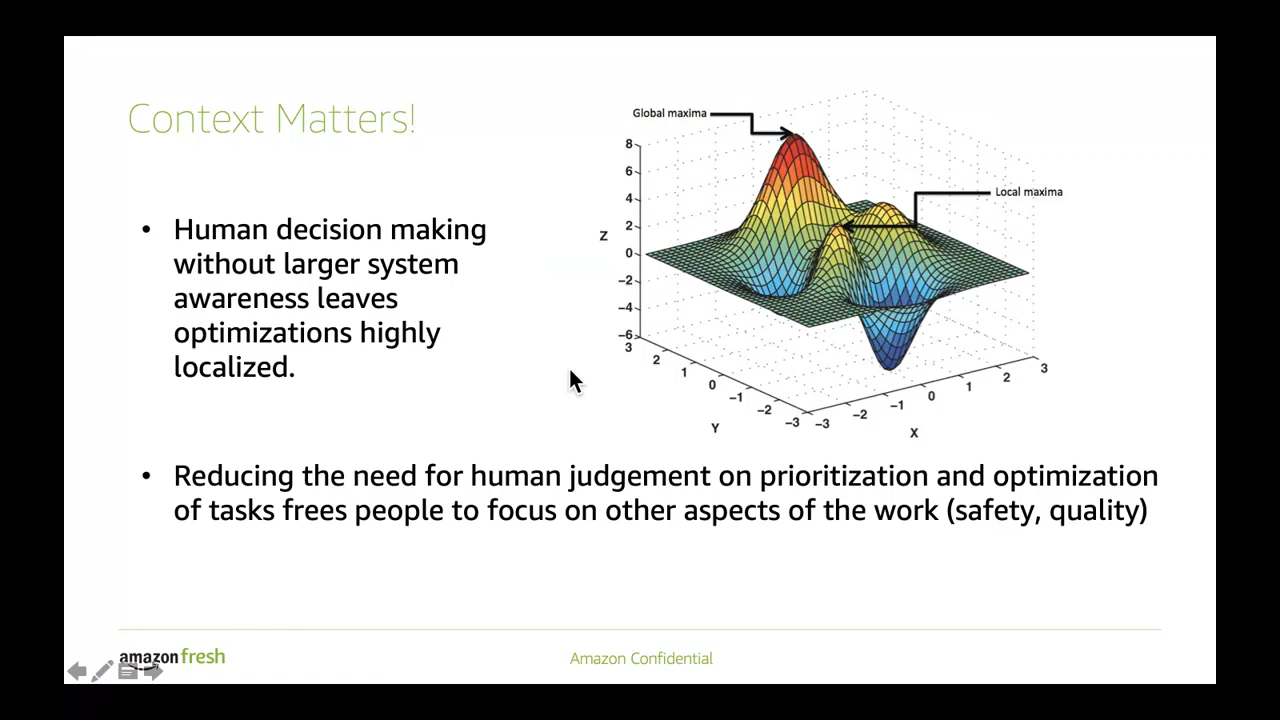 Context Matters!
• Human decision making
without larger system
awareness leaves
optimizations highly
localized.
Global maxima
Local maxima
8
6
4
2
0
−2
−4
−6
Z
3
2
1
0
−1
−2
−3
Y
−3
−2
−1
0
1
2
3
X
• Reducing the need for human judgement on prioritization and optimization
of tasks frees people to focus on other aspects of the work (safety, quality)
amazon fresh
Amazon Confidential